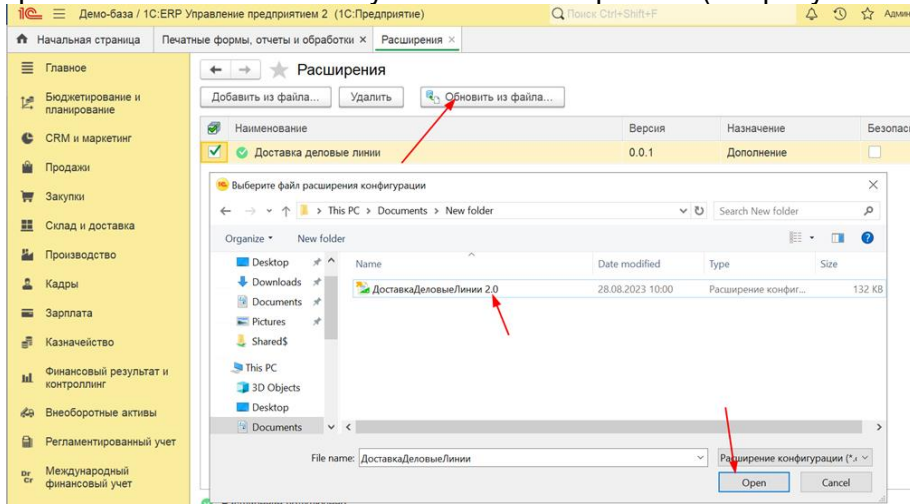 Демо-база / 1C:ERP Управление предприятием 2 (1С:Предприятие)
Поиск Ctrl+Shift+F
Начальная страница
Печатные формы, отчеты и обработки ×
Расширения ×
Главное
Бюджетирование и
планирование
CRM и маркетинг
Продажи
Закупки
Склад и доставка
Производство
Кадры
Зарплата
Казначейство
Финансовый результат и
контроллинг
Внеоборотные активы
Регламентированный учет
Международный
финансовый учет
Расширения
Добавить из файла...
Удалить
Обновить из файла...
Наименование
Версия
Назначение
Доставка деловые линии
0.0.1
Дополнение
Выберите файл расширения конфигурации
This PC > Documents > New folder
Search New folder
Organize
New folder
Desktop
Downloads
Documents
Pictures
Shared$
This PC
3D Objects
Desktop
Documents
Name
Date modified
Type
Size
ДоставкаДеловыеЛинии 2.0
28.08.2023 10:00
Расширение конфиг...
132 KB
File name:
ДоставкаДеловыеЛинии
Расширение конфигурации
Open
Cancel